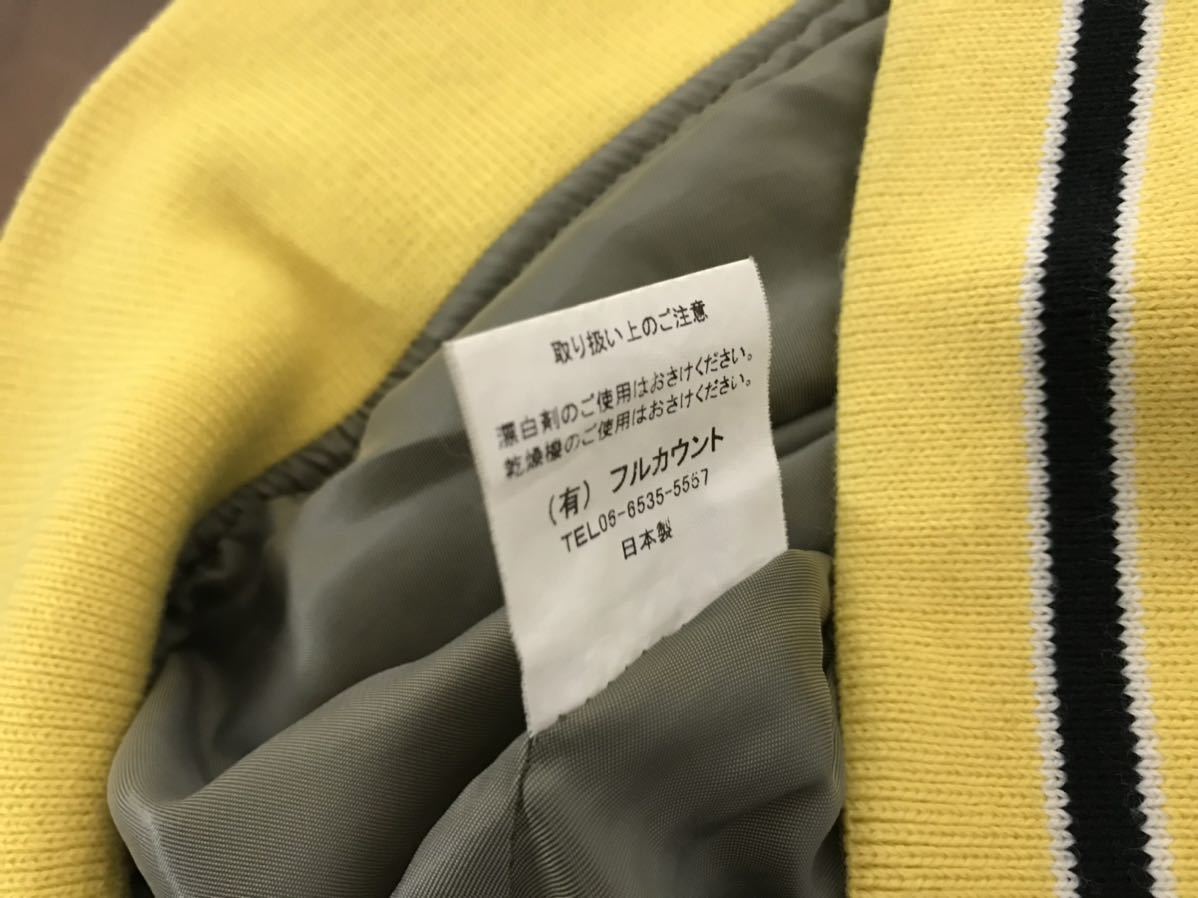 取り扱い上のご注意
漂白剤のご使用はおさけください。
乾燥機のご使用はおさけください。
(有) フルカウント
TEL06-6535-5557
日本製